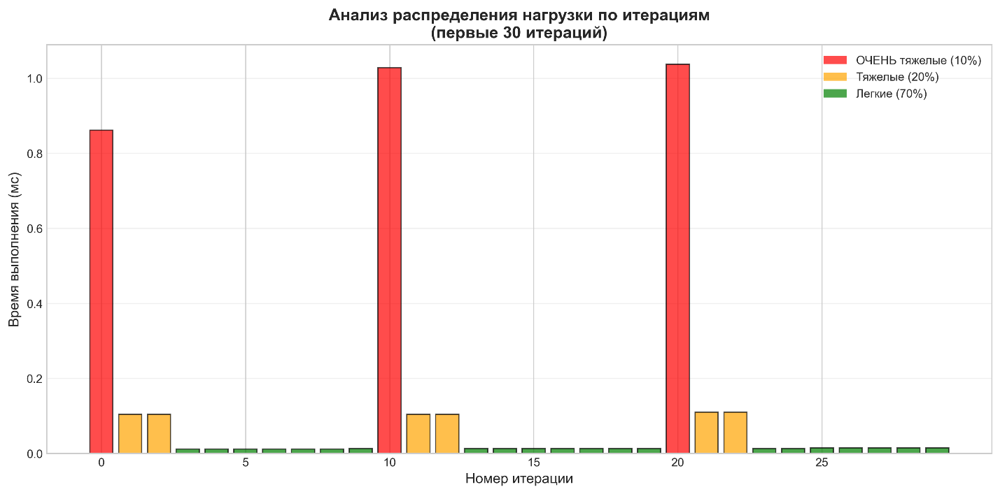 Анализ распределения нагрузки по итерациям
(первые 30 итераций)
ОЧЕНЬ тяжелые (10%)
Тяжелые (20%)
Легкие (70%)
Время выполнения (мс)
1.0
0.8
0.6
0.4
0.2
0.0
0 5 10 15 20 25
Номер итерации